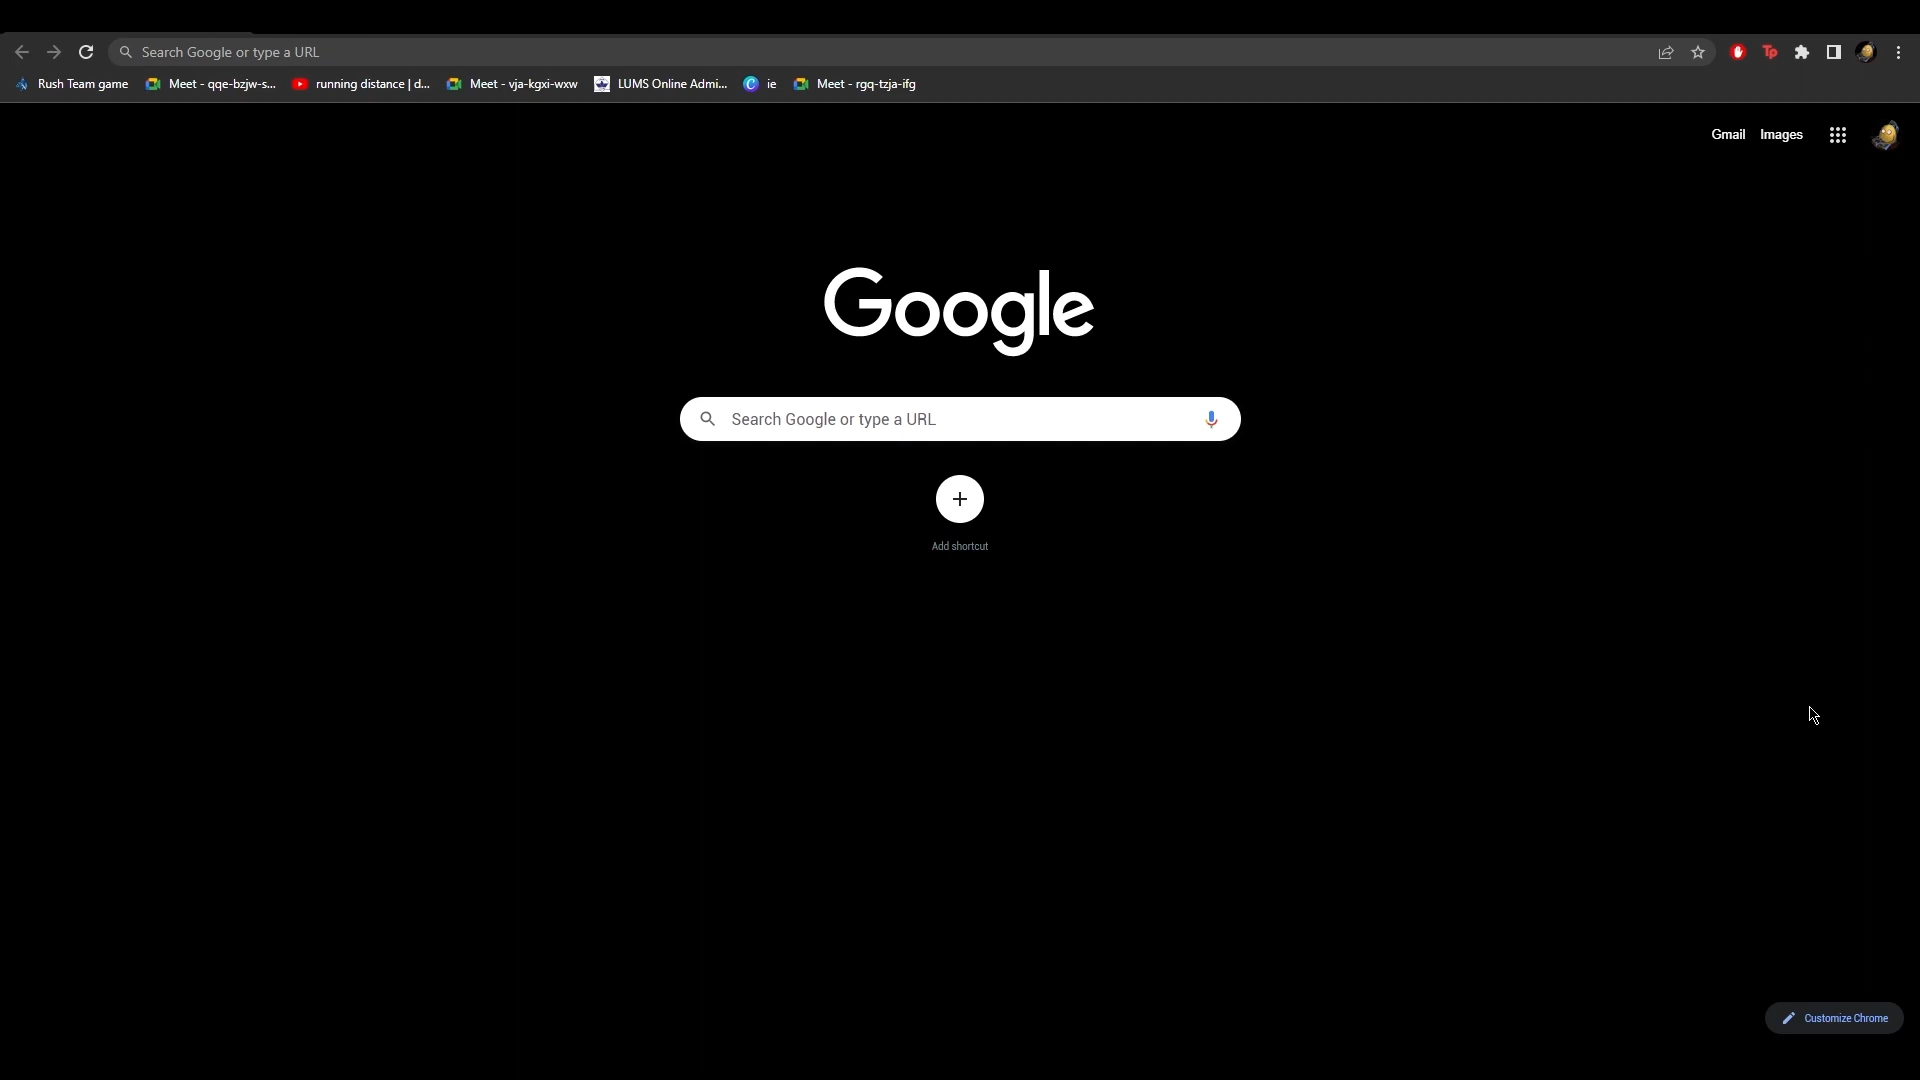 Search Google or type a URL
Rush Team game
Meet - qqe-bzjw-s...
running distance | d...
Meet - vja-kgxi-wxw
LUMS Online Admi...
ie
Meet - rgq-tzja-ifg
Gmail
Images
Google
Search Google or type a URL
Add shortcut
Customize Chrome